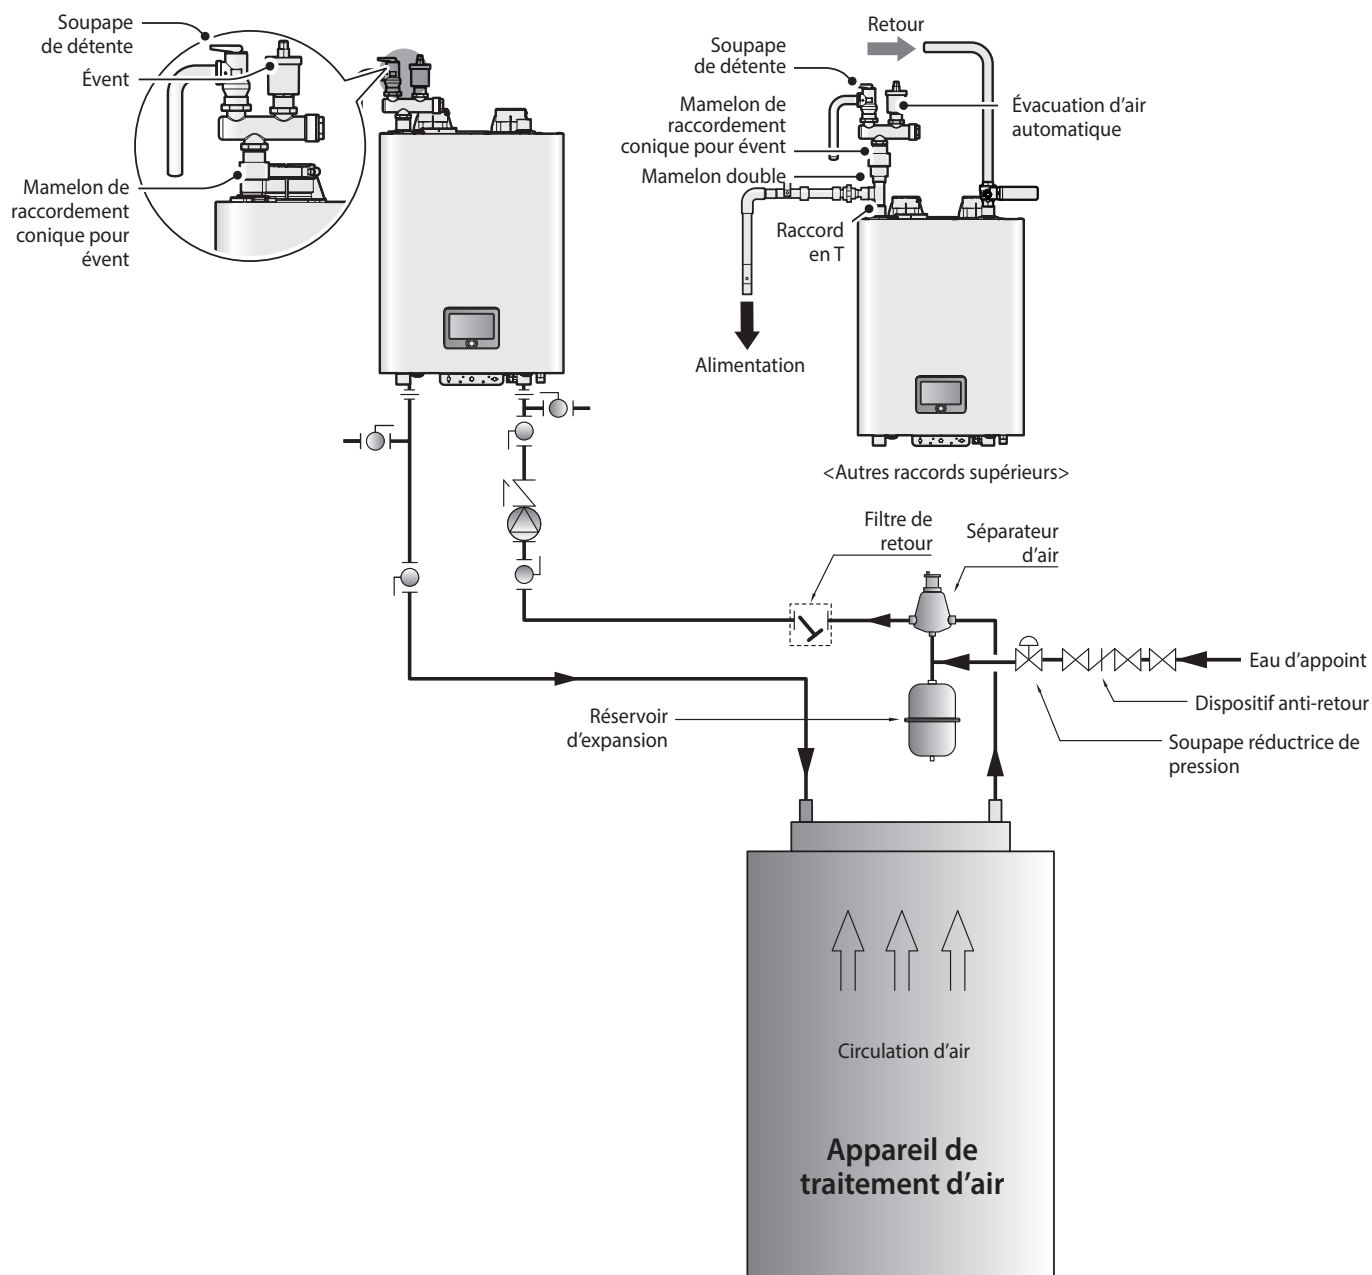 Soupape
de détente
Évent
Mamelon de
raccordement
conique pour
évent
Retour
Soupape
de détente
Mamelon de
raccordement
conique pour évent
Évacuation d'air
automatique
Mamelon double
Raccord
en T
Alimentation
<Autres raccords supérieurs>
Filtre de
retour
Séparateur
d'air
Eau d'appoint
Dispositif anti-retour
Réservoir
d'expansion
Soupape réductrice de
pression
Circulation d'air
Appareil de
traitement d'air